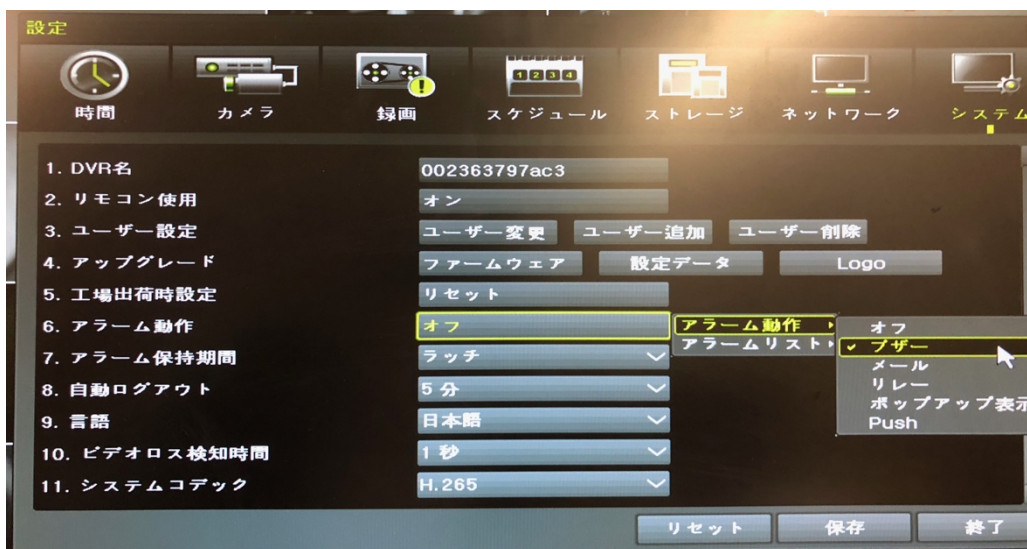 設定
時間 カメラ 録画 スケジュール ストレージ ネットワーク システム
1 2 3 4
1. DVR名 002363797ac3
2. リモコン使用 オン
3. ユーザー設定 ユーザー変更 ユーザー追加 ユーザー削除
4. アップグレード ファームウェア 設定データ Logo
5. 工場出荷時設定 リセット
6. アラーム動作 オフ アラーム動作 オフ
7. アラーム保持期間 ラッチ アラームリスト ブザー
メール
リレー
ポップアップ表示
Push
8. 自動ログアウト 5 分
9. 言語 日本語
10. ビデオロス検知時間 1 秒
11. システムコデック H.265
リセット 保存 終了